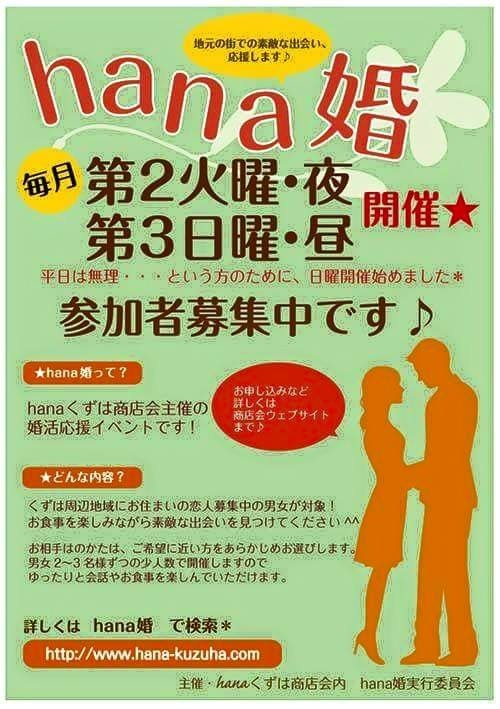 地元の街での素敵な出会い、
応援します♪
hana婚
毎月
第2火曜・夜
第3日曜・昼
開催★
平日は無理・・・という方のために、日曜開催始めました＊
参加者募集中です♪
★hana婚って？
hanaくずは商店会主催の
婚活応援イベントです！
お申し込みなど
詳しくは
商店会ウェブサイト
まで♪
★どんな内容？
くずは周辺地域にお住まいの恋人募集中の男女が対象！
お食事を楽しみながら素敵な出会いを見つけてください ^^
お相手はのかたは、ご希望に近い方をあらかじめお選びします。
男女2～3名様ずつの少人数で開催しますので
ゆったりと会話やお食事を楽しんでいただけます。
詳しくは hana婚 で検索＊
http://www.hana-kuzuha.com
主催・hanaくずは商店会内 hana婚実行委員会